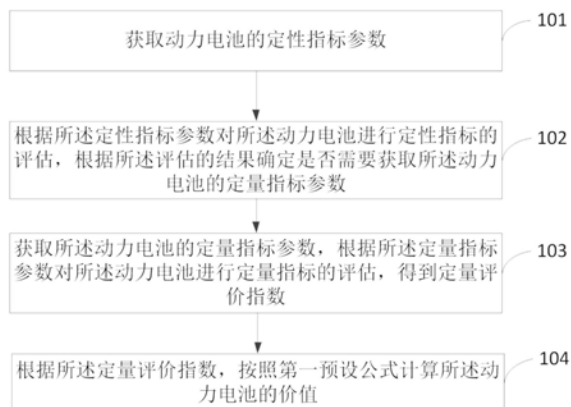 获取动力电池的定性指标参数
101
根据所述定性指标参数对所述动力电池进行定性指标的
评估，根据所述评估的结果确定是否需要获取所述动力
电池的定量指标参数
102
获取所述动力电池的定量指标参数，根据所述定量指标
参数对所述动力电池进行定量指标的评估，得到定量评
价指数
103
根据所述定量评价指数，按照第一预设公式计算所述动
力电池的价值
104